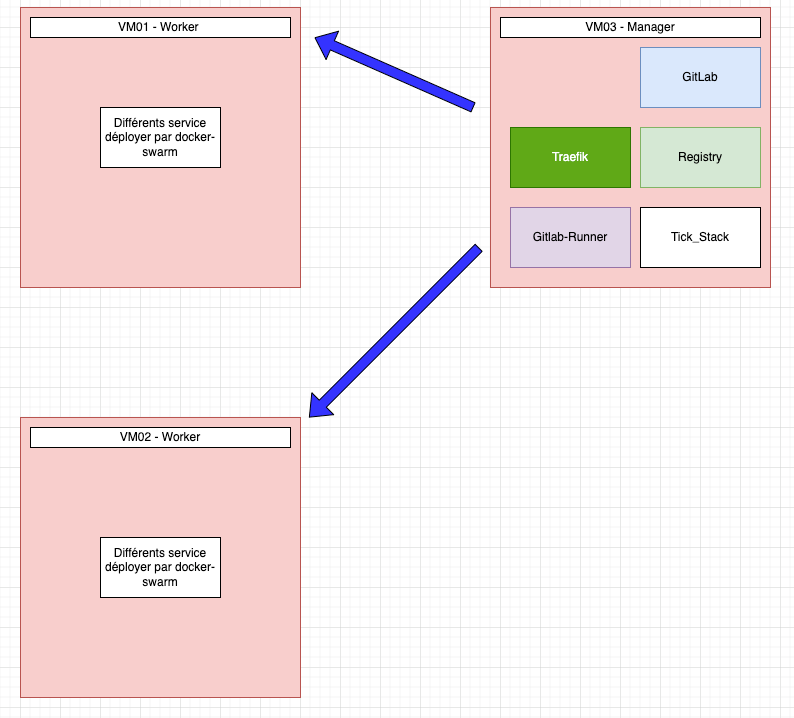 VM01 - Worker
Différents service
déployer par docker-
swarm
VM03 - Manager
GitLab
Traefik
Registry
Gitlab-Runner
Tick_Stack
VM02 - Worker
Différents service
déployer par docker-
swarm